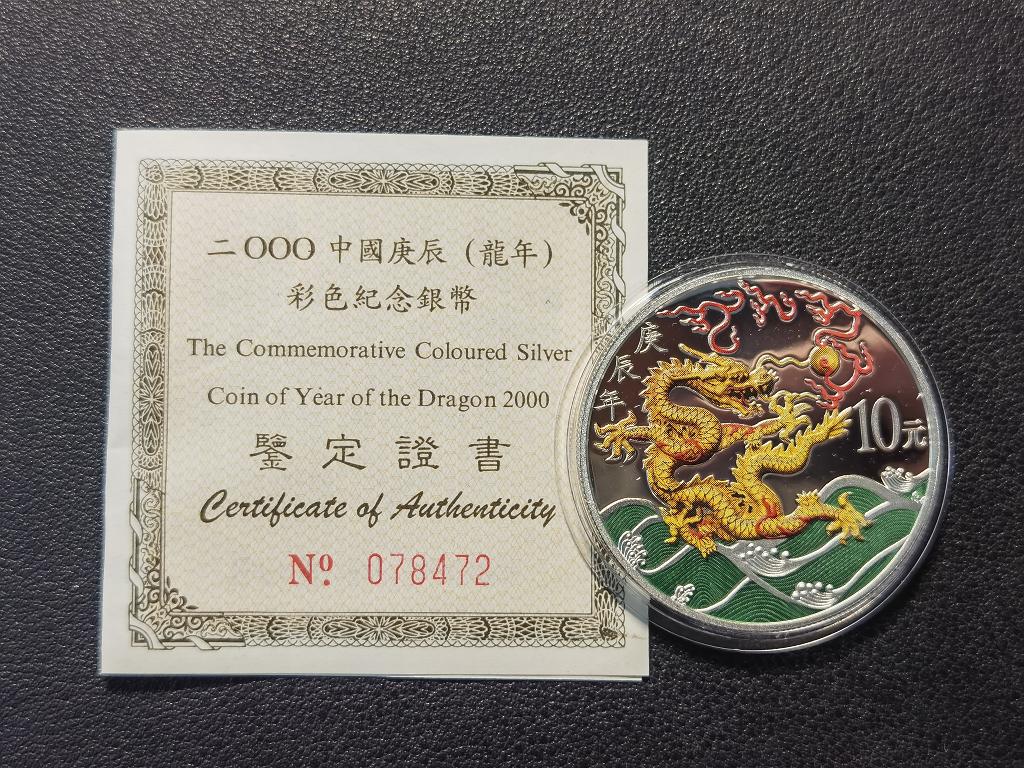 二OOO 中國庚辰（龍年）
彩色紀念銀幣
The Commemorative Coloured Silver
Coin of Year of the Dragon 2000
鑒定證書
Certificate of Authenticity
Nº 078472
庚辰年
10元